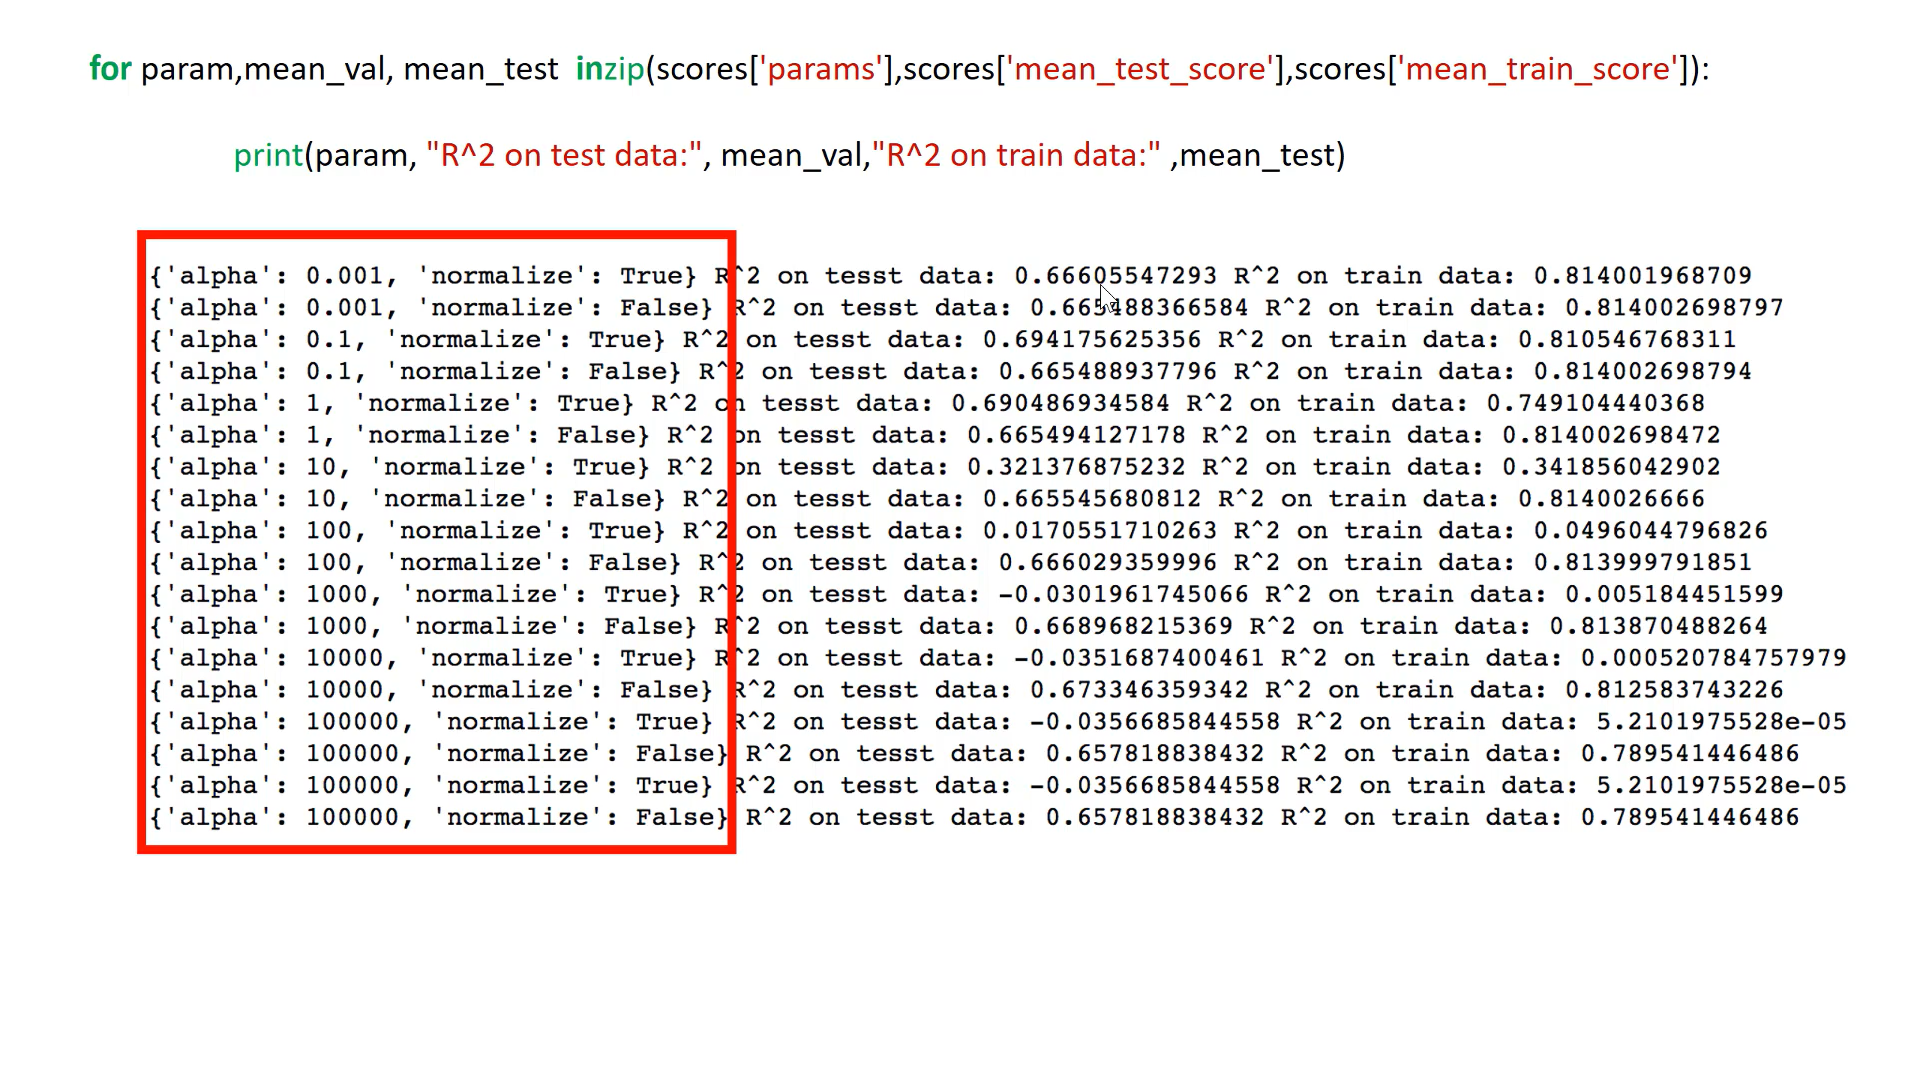 for param,mean_val, mean_test  inzip(scores['params'],scores['mean_test_score'],scores['mean_train_score']):
print(param, "R^2 on test data:", mean_val,"R^2 on train data:" ,mean_test)
{'alpha': 0.001, 'normalize': True} R^2 on tesst data: 0.66605547293 R^2 on train data: 0.814001968709
{'alpha': 0.001, 'normalize': False} R^2 on tesst data: 0.665488366584 R^2 on train data: 0.814002698797
{'alpha': 0.1, 'normalize': True} R^2 on tesst data: 0.694175625356 R^2 on train data: 0.810546768311
{'alpha': 0.1, 'normalize': False} R^2 on tesst data: 0.665488937796 R^2 on train data: 0.814002698794
{'alpha': 1, 'normalize': True} R^2 on tesst data: 0.690486934584 R^2 on train data: 0.749104440368
{'alpha': 1, 'normalize': False} R^2 on tesst data: 0.665494127178 R^2 on train data: 0.814002698472
{'alpha': 10, 'normalize': True} R^2 on tesst data: 0.321376875232 R^2 on train data: 0.341856042902
{'alpha': 10, 'normalize': False} R^2 on tesst data: 0.665545680812 R^2 on train data: 0.8140026666
{'alpha': 100, 'normalize': True} R^2 on tesst data: 0.0170551710263 R^2 on train data: 0.0496044796826
{'alpha': 100, 'normalize': False} R^2 on tesst data: 0.666029359996 R^2 on train data: 0.813999791851
{'alpha': 1000, 'normalize': True} R^2 on tesst data: -0.0301961745066 R^2 on train data: 0.005184451599
{'alpha': 1000, 'normalize': False} R^2 on tesst data: 0.668968215369 R^2 on train data: 0.813870488264
{'alpha': 10000, 'normalize': True} R^2 on tesst data: -0.0351687400461 R^2 on train data: 0.000520784757979
{'alpha': 10000, 'normalize': False} R^2 on tesst data: 0.673346359342 R^2 on train data: 0.812583743226
{'alpha': 100000, 'normalize': True} R^2 on tesst data: -0.0356685844558 R^2 on train data: 5.2101975528e-05
{'alpha': 100000, 'normalize': False} R^2 on tesst data: 0.657818838432 R^2 on train data: 0.789541446486
{'alpha': 100000, 'normalize': True} R^2 on tesst data: -0.0356685844558 R^2 on train data: 5.2101975528e-05
{'alpha': 100000, 'normalize': False} R^2 on tesst data: 0.657818838432 R^2 on train data: 0.789541446486